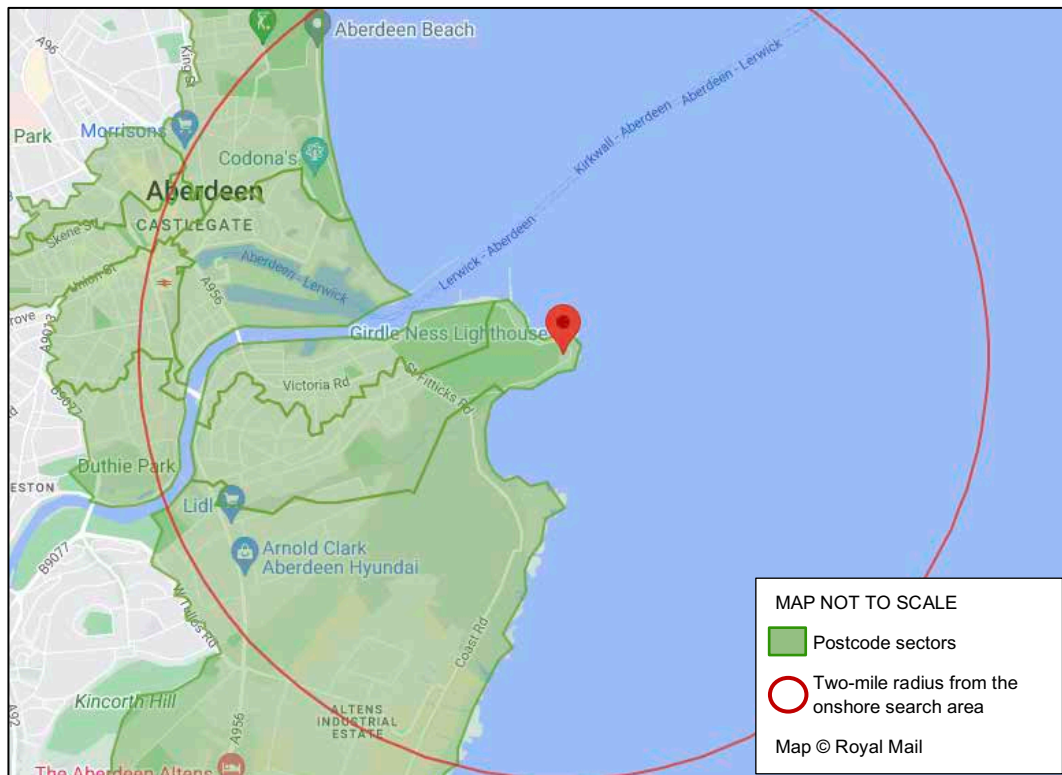 A96
King St
Aberdeen Beach
Park
Morrisons
Codona's
Aberdeen
CASTLEGATE
Skene St
Union St
Kirkwall - Aberdeen
Aberdeen - Lerwick
Lerwick - Aberdeen
Aberdeen - Lerwick
A956
rove
A9013
Girdle Ness Lighthouse
Victoria Rd
St Fitticks Rd
B9077
Duthie Park
ESTON
Lidl
Arnold Clark
Aberdeen Hyundai
B9077
W Tullos Rd
Coast Rd
Kincorth Hill
A92
A956
ALTENS
INDUSTRIAL
ESTATE
The Aberdeen Altens
MAP NOT TO SCALE
Postcode sectors
Two-mile radius from the
onshore search area
Map © Royal Mail